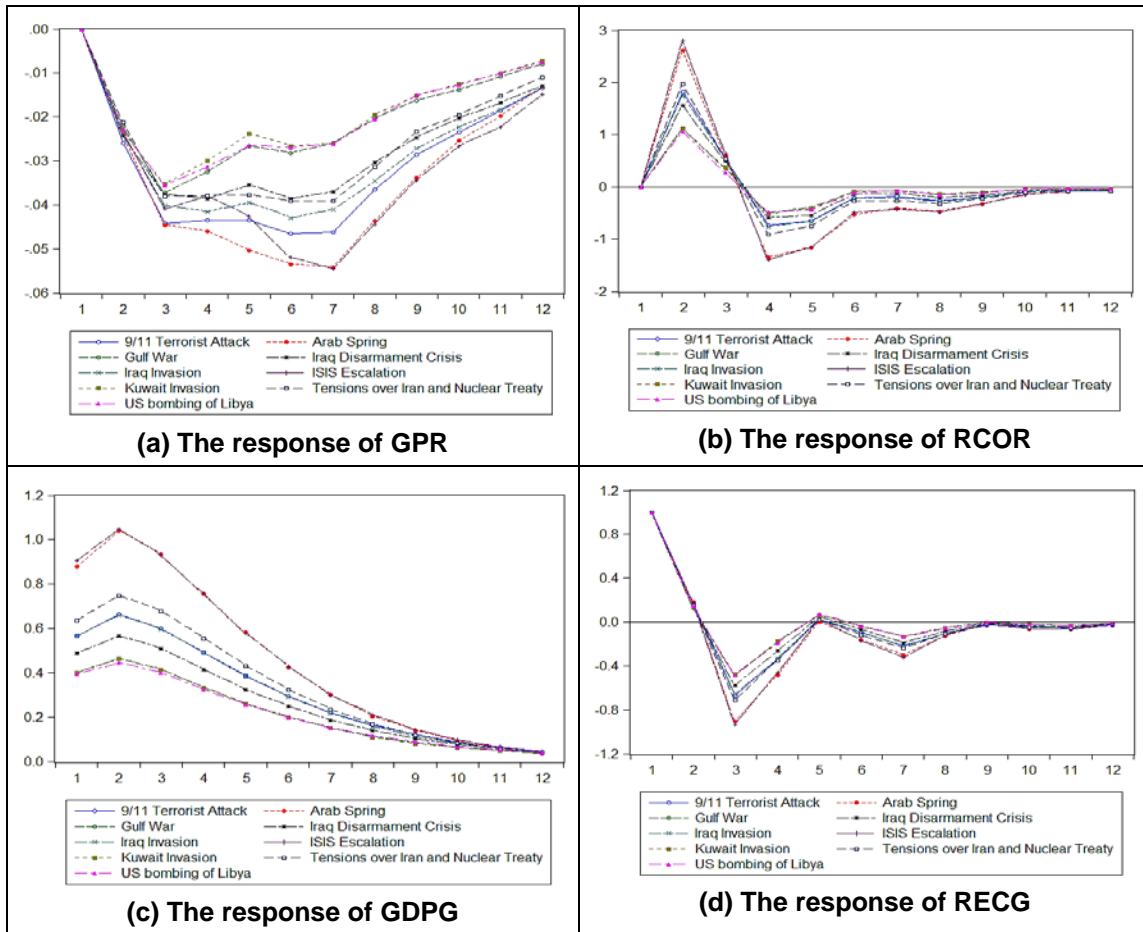 .00
-.01
-.02
-.03
-.04
-.05
-.06
1 2 3 4 5 6 7 8 9 10 11 12
9/11 Terrorist Attack Arab Spring
Gulf War Iraq Disarmament Crisis
Iraq Invasion ISIS Escalation
Kuwait Invasion Tensions over Iran and Nuclear Treaty
US bombing of Libya
(a) The response of GPR
3
2
1
0
-1
-2
1 2 3 4 5 6 7 8 9 10 11 12
9/11 Terrorist Attack Arab Spring
Gulf War Iraq Disarmament Crisis
Iraq Invasion ISIS Escalation
Kuwait Invasion Tensions over Iran and Nuclear Treaty
US bombing of Libya
(b) The response of RCOR
1.2
1.0
0.8
0.6
0.4
0.2
0.0
1 2 3 4 5 6 7 8 9 10 11 12
9/11 Terrorist Attack Arab Spring
Gulf War Iraq Disarmament Crisis
Iraq Invasion ISIS Escalation
Kuwait Invasion Tensions over Iran and Nuclear Treaty
US bombing of Libya
(c) The response of GDPG
1.2
0.8
0.4
0.0
-0.4
-0.8
-1.2
1 2 3 4 5 6 7 8 9 10 11 12
9/11 Terrorist Attack Arab Spring
Gulf War Iraq Disarmament Crisis
Iraq Invasion ISIS Escalation
Kuwait Invasion Tensions over Iran and Nuclear Treaty
US bombing of Libya
(d) The response of RECG